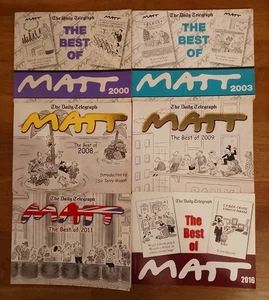 The Daily Telegraph
THE BEST OF
MATT
2000
The Daily Telegraph
THE BEST OF
MATT
2003
The Daily Telegraph
MATT
The Best of
2008
Introduction by
The Daily Telegraph
MATT
The Best of 2009
The Daily Telegraph
MATT
The Best of 2011
The Daily Telegraph
The
Best
of
MATT
2016